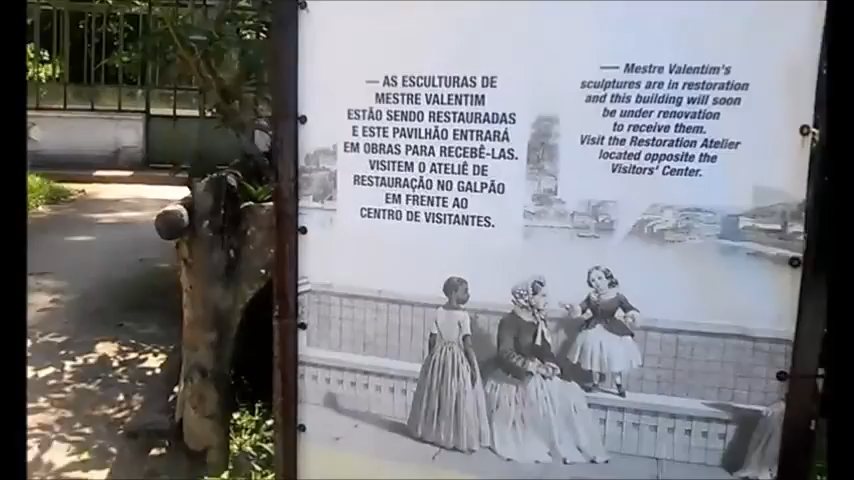 — AS ESCULTURAS DE
MESTRE VALENTIM
ESTÃO SENDO RESTAURADAS
E ESTE PAVILHÃO ENTRARÁ
EM OBRAS PARA RECEBÊ-LAS.
VISITEM O ATELIÊ DE
RESTAURAÇÃO NO GALPÃO
EM FRENTE AO
CENTRO DE VISITANTES.
— Mestre Valentim's
sculptures are in restoration
and this building will soon
be under renovation
to receive them.
Visit the Restoration Atelier
located opposite the
Visitors' Center.